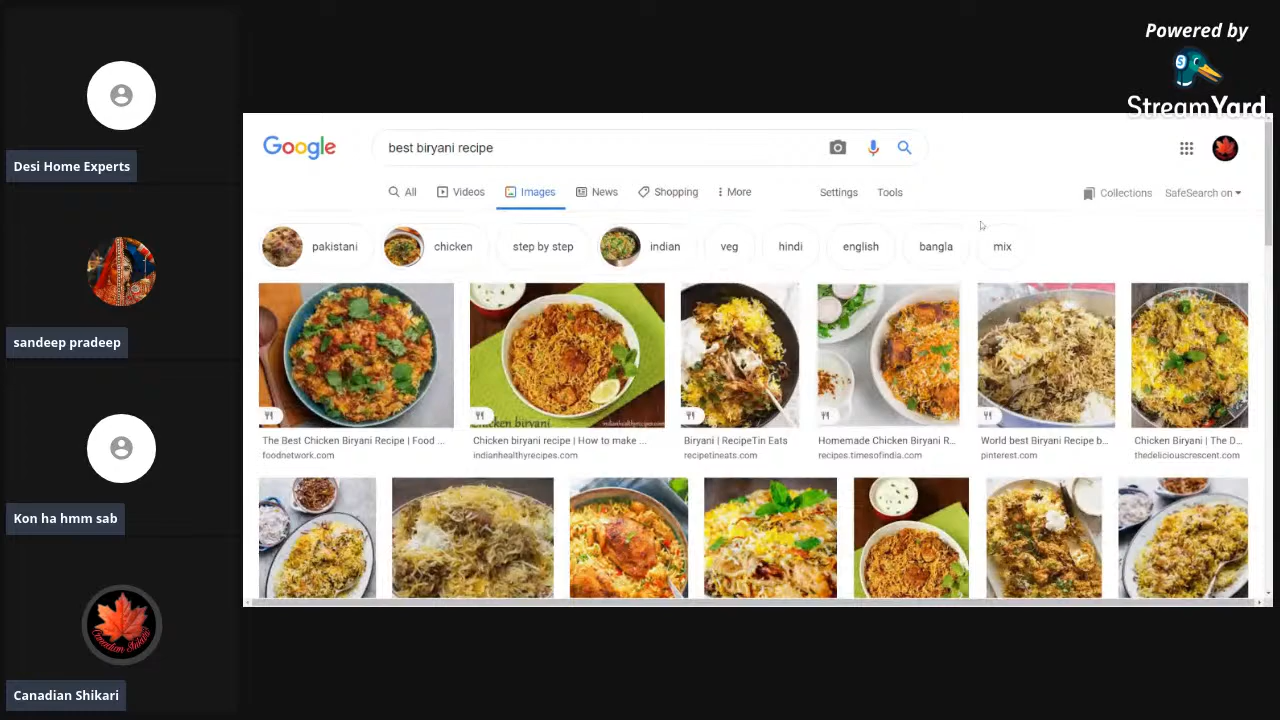 Powered by
StreamYard
Desi Home Experts
sandeep pradeep
Kon ha hmm sab
Canadian Shikari
Google
best biryani recipe
All
Videos
Images
News
Shopping
More
Settings
Tools
Collections
SafeSearch on
pakistani
chicken
step by step
indian
veg
hindi
english
bangla
mix
chicken biryani
indianhealthyrecipes.com
The Best Chicken Biryani Recipe | Food ...
foodnetwork.com
Chicken biryani recipe | How to make ...
indianhealthyrecipes.com
Biryani | RecipeTin Eats
recipetineats.com
Homemade Chicken Biryani R...
recipes.timesofindia.com
World best Biryani Recipe b...
pinterest.com
Chicken Biryani | The D...
thedeliciouscrescent.com